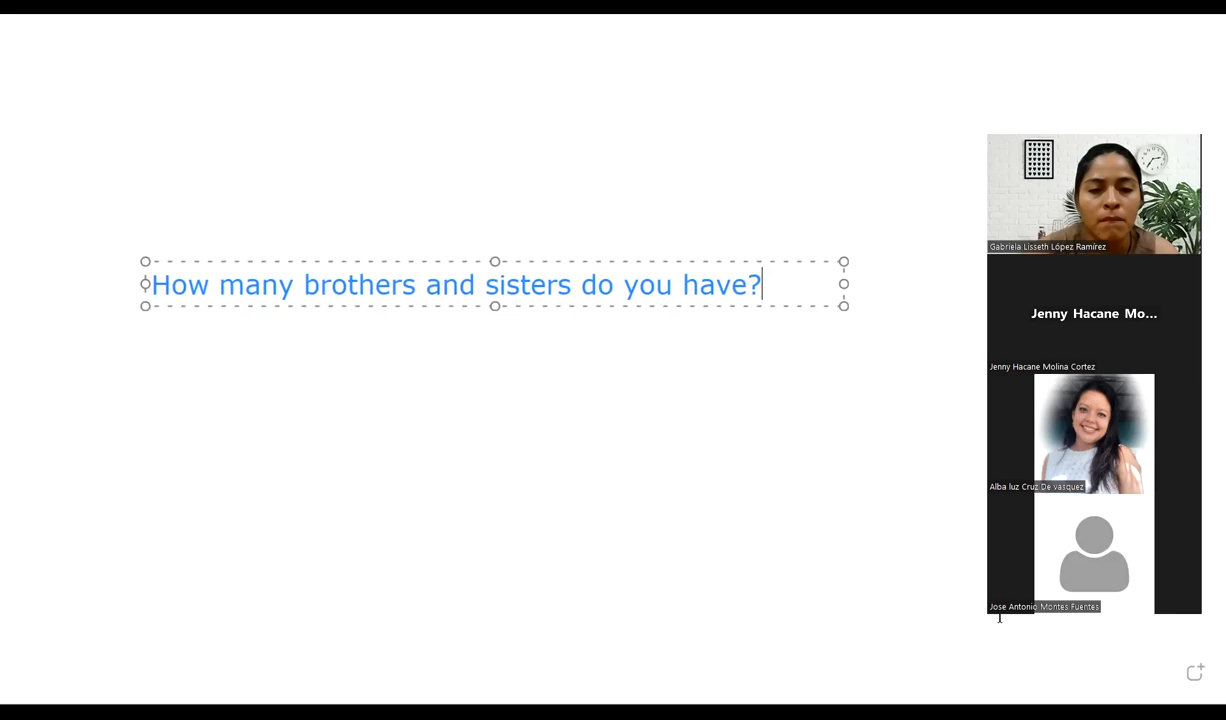 How many brothers and sisters do you have?
Gabriela Lisseth López Ramírez
Jenny Hacane Mo...
Jenny Hacane Molina Cortez
Alba luz Cruz De vasquez
Jose Antonio Montes Fuentes